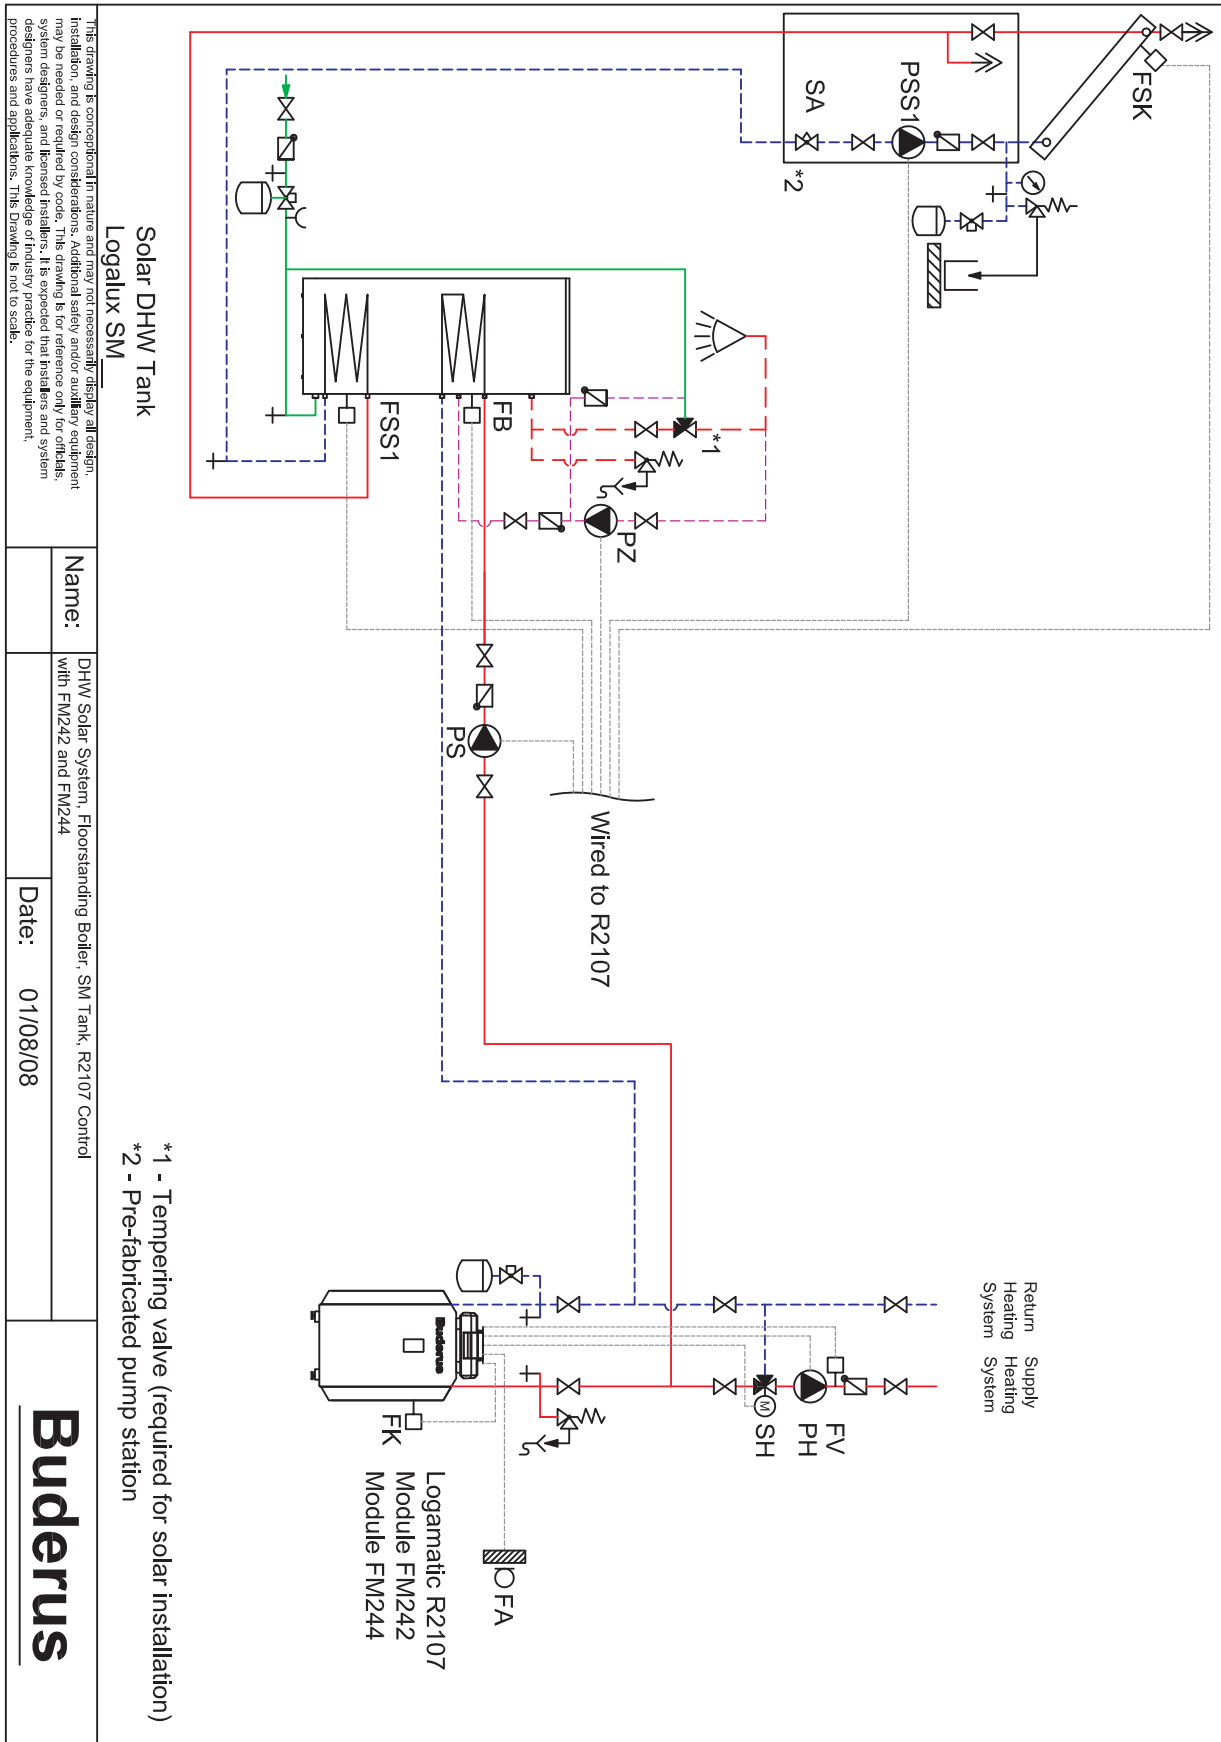 FSK
PSS1
SA
*2
Return
Heating
System
Supply
Heating
System
FV
PH
M
SH
*1
PZ
FB
FSS1
PS
Wired to R2107
Solar DHW Tank
Logalux SM
Buderus
FK
FA
Logamatic R2107
Module FM242
Module FM244
*1 - Tempering valve (required for solar installation)
*2 - Pre-fabricated pump station
This drawing is conceptional in nature and may not necessarily display all design,
installation, and design considerations. Additional safety and/or auxilliary equipment
may be needed or required by code. This drawing is for reference only for officials,
system designers, and licensed installers. It is expected that installers and system
designers have adequate knowledge of industry practice for the equipment,
procedures and applications. This Drawing is not to scale.
Name:
DHW Solar System, Floorstanding Boiler, SM Tank, R2107 Control
with FM242 and FM244
Date: 01/08/08
Buderus